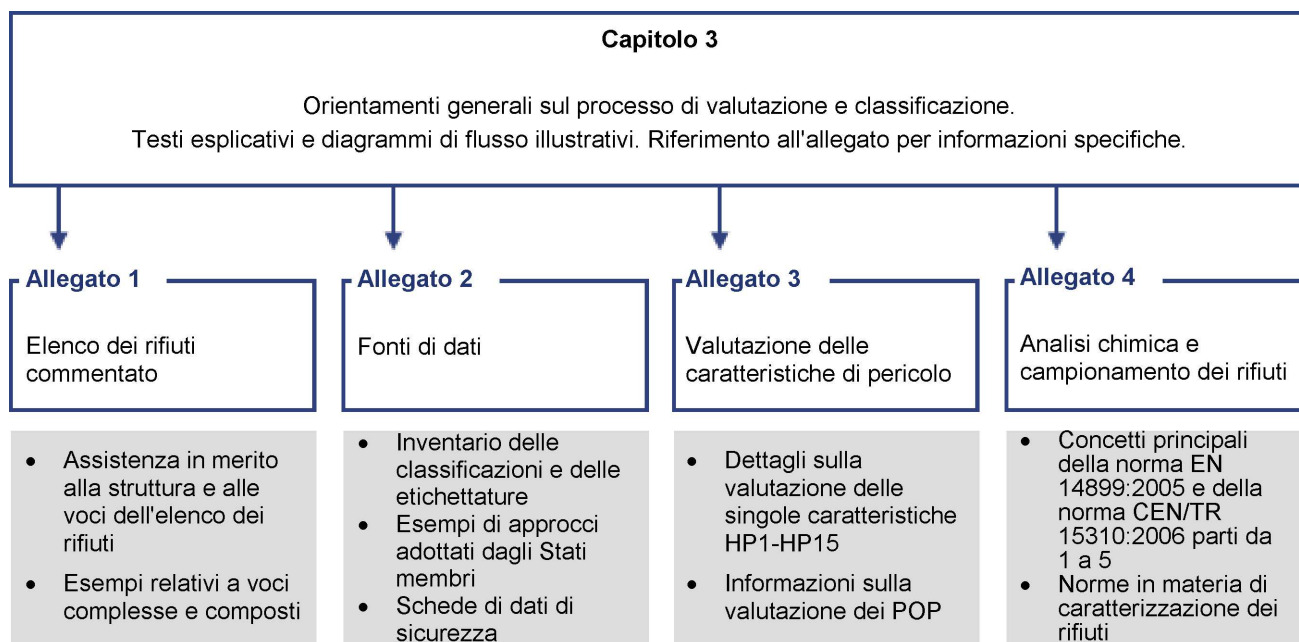 Capitolo 3
Orientamenti generali sul processo di valutazione e classificazione.
Testi esplicativi e diagrammi di flusso illustrativi. Riferimento all'allegato per informazioni specifiche.
Allegato 1
Elenco dei rifiuti
commentato
• Assistenza in merito
alla struttura e alle
voci dell'elenco dei
rifiuti
• Esempi relativi a voci
complesse e composti
Allegato 2
Fonti di dati
• Inventario delle
classificazioni e delle
etichettature
• Esempi di approcci
adottati dagli Stati
membri
• Schede di dati di
sicurezza
Allegato 3
Valutazione delle
caratteristiche di pericolo
• Dettagli sulla
valutazione delle
singole caratteristiche
HP1-HP15
• Informazioni sulla
valutazione dei POP
Allegato 4
Analisi chimica e
campionamento dei rifiuti
• Concetti principali
della norma EN
14899:2005 e della
norma CEN/TR
15310:2006 parti da
1 a 5
• Norme in materia di
caratterizzazione dei
rifiuti